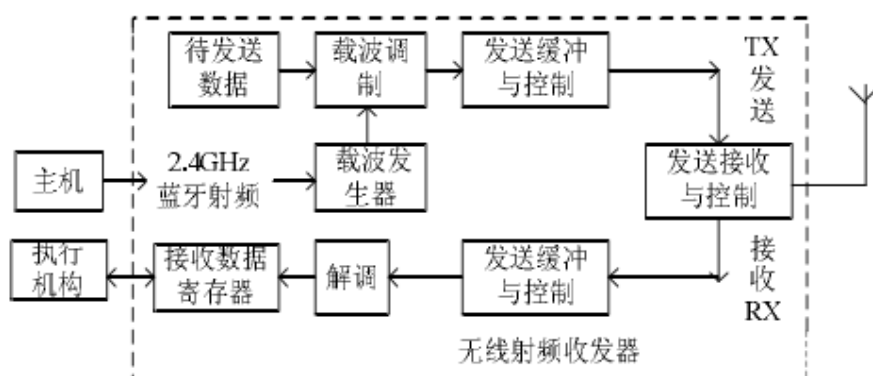 待发送
数据
载波调
制
发送缓冲
与控制
TX
发
送
主机
2.4GHz
蓝牙射频
载波发
生器
发送接收
与控制
执行
机构
接收数据
寄存器
解调
发送缓冲
与控制
接
收
RX
无线射频收发器